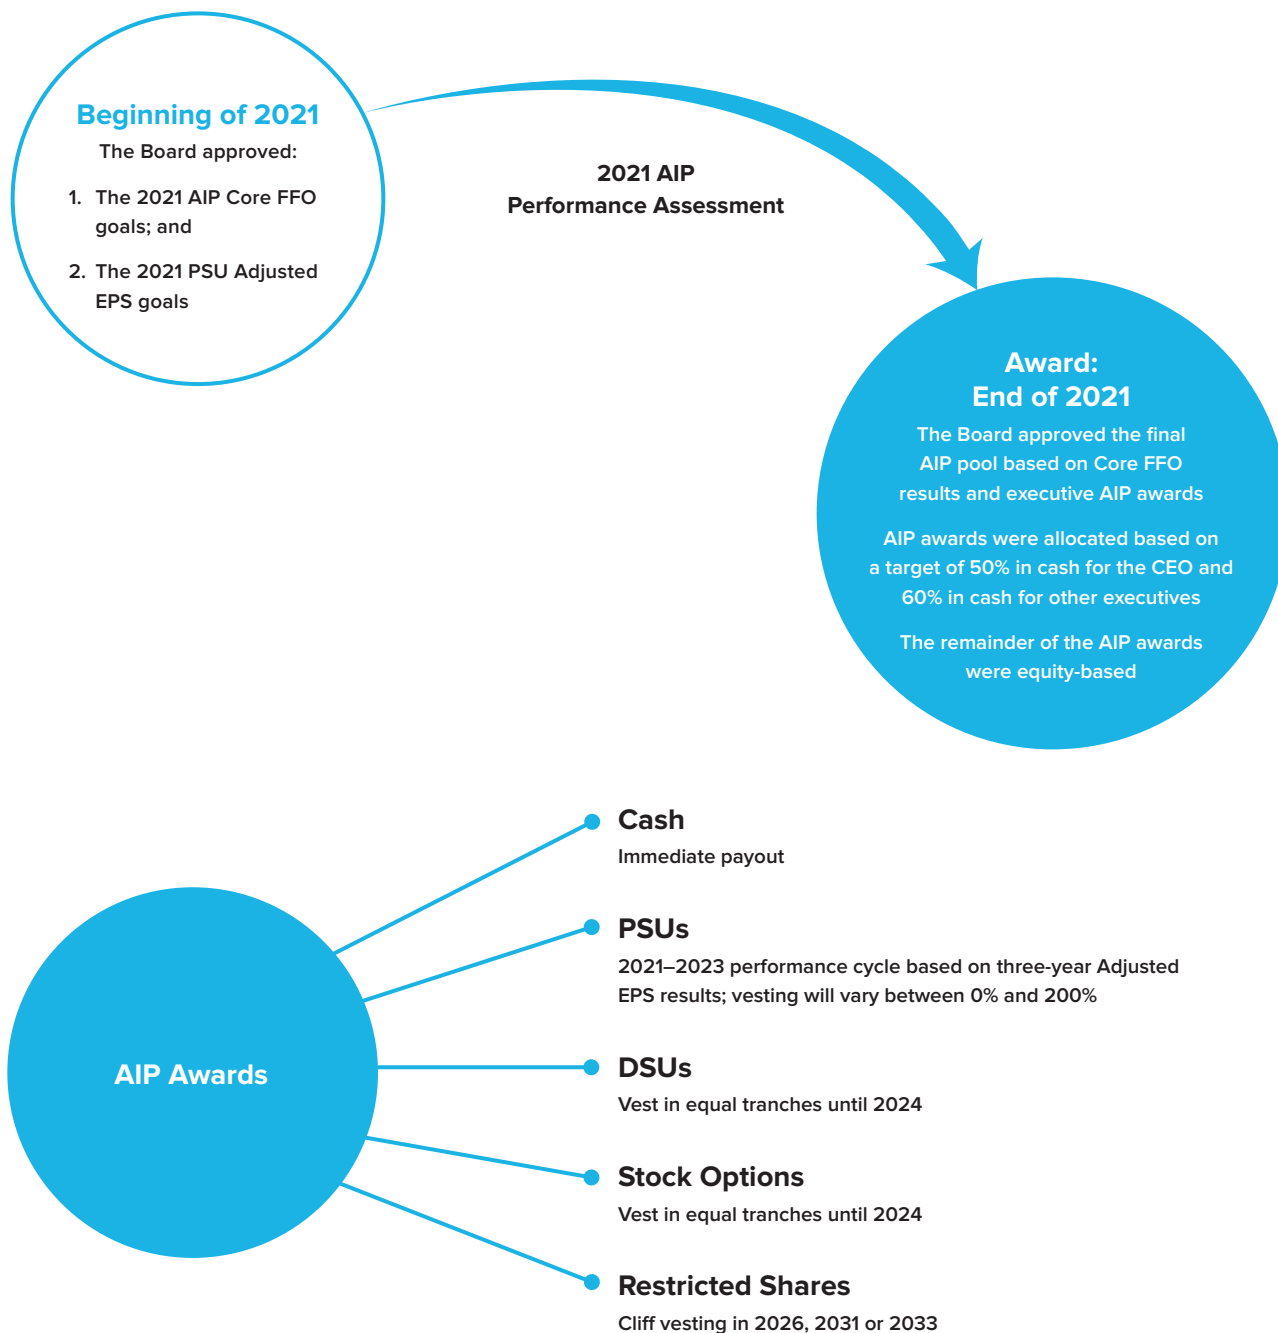 Beginning of 2021
The Board approved:
1. The 2021 AIP Core FFO
goals; and
2. The 2021 PSU Adjusted
EPS goals
2021 AIP
Performance Assessment
Award:
End of 2021
The Board approved the final
AIP pool based on Core FFO
results and executive AIP awards
AIP awards were allocated based on
a target of 50% in cash for the CEO and
60% in cash for other executives
The remainder of the AIP awards
were equity-based
AIP Awards
Cash
Immediate payout
PSUs
2021–2023 performance cycle based on three-year Adjusted
EPS results; vesting will vary between 0% and 200%
DSUs
Vest in equal tranches until 2024
Stock Options
Vest in equal tranches until 2024
Restricted Shares
Cliff vesting in 2026, 2031 or 2033